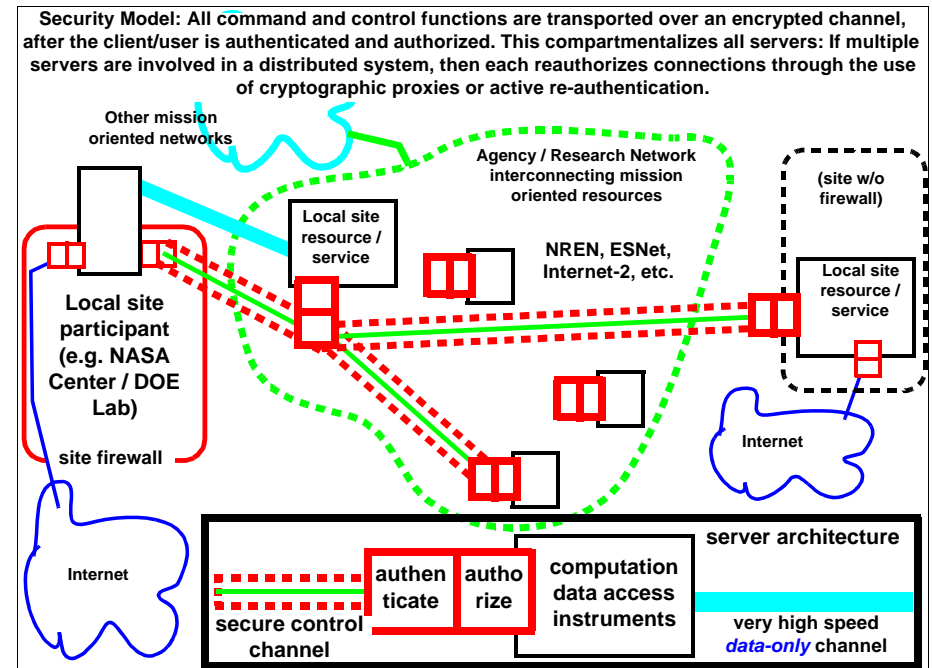 Security Model: All command and control functions are transported over an encrypted channel,
after the client/user is authenticated and authorized. This compartmentalizes all servers: If multiple
servers are involved in a distributed system, then each reauthorizes connections through the use
of cryptographic proxies or active re-authentication.
Other mission
oriented networks
Agency / Research Network
interconnecting mission
oriented resources
(site w/o
firewall)
Local site
resource /
service
NREN, ESNet,
Internet-2, etc.
Local site
resource /
service
Local site
participant
(e.g. NASA
Center / DOE
Lab)
site firewall
Internet
Internet
server architecture
authen
ticate
autho
rize
computation
data access
instruments
secure control
channel
very high speed
data-only channel